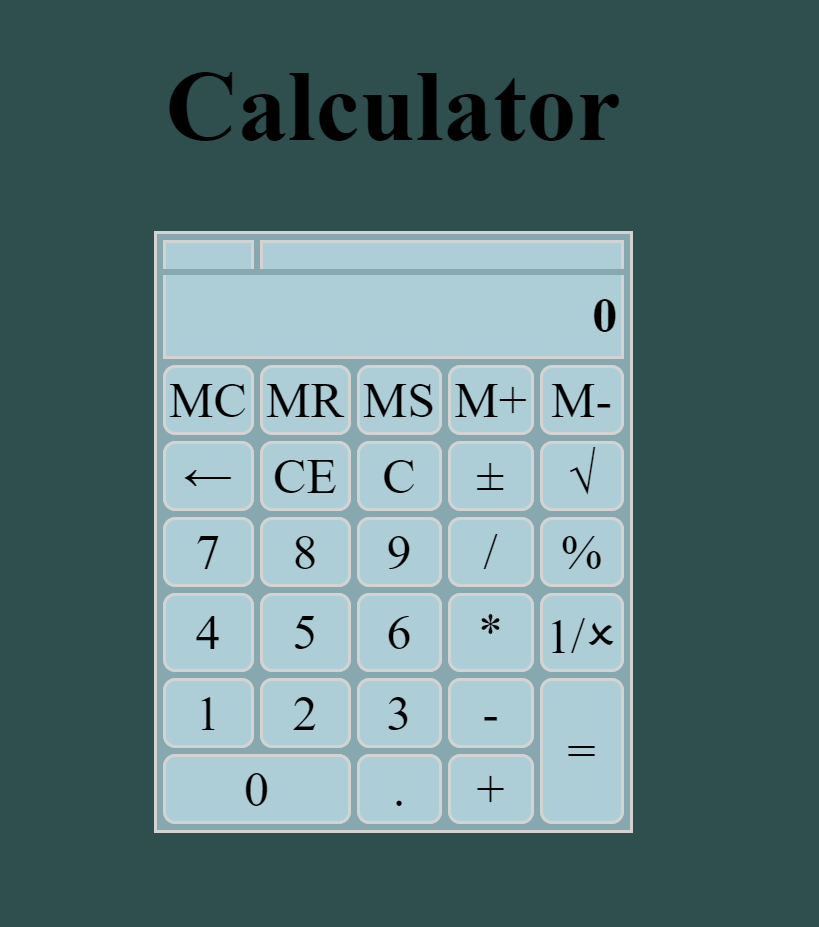 Calculator
0
MC MR MS M+ M-
← CE C ± √
7 8 9 / %
4 5 6 * 1/×
1 2 3 - =
0 . +